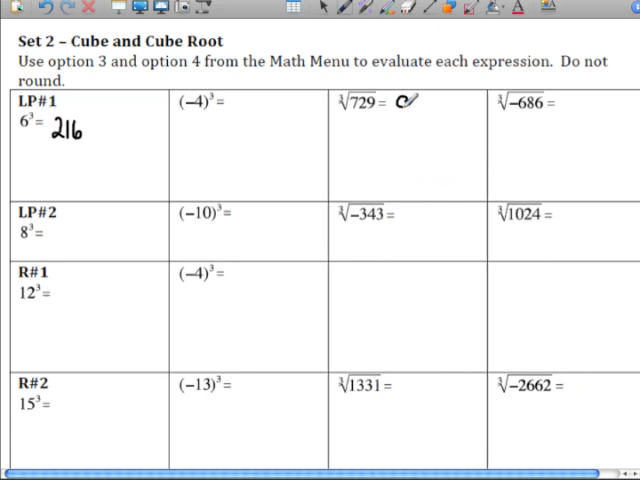 Set 2 – Cube and Cube Root
Use option 3 and option 4 from the Math Menu to evaluate each expression. Do not
round.
LP#1
6³= 216
(–4)³=
∛729 =
∛–686 =
LP#2
8³=
(–10)³=
∛–343 =
∛1024 =
R#1
12³=
(–4)³=
R#2
15³=
(–13)³=
∛1331 =
∛–2662 =